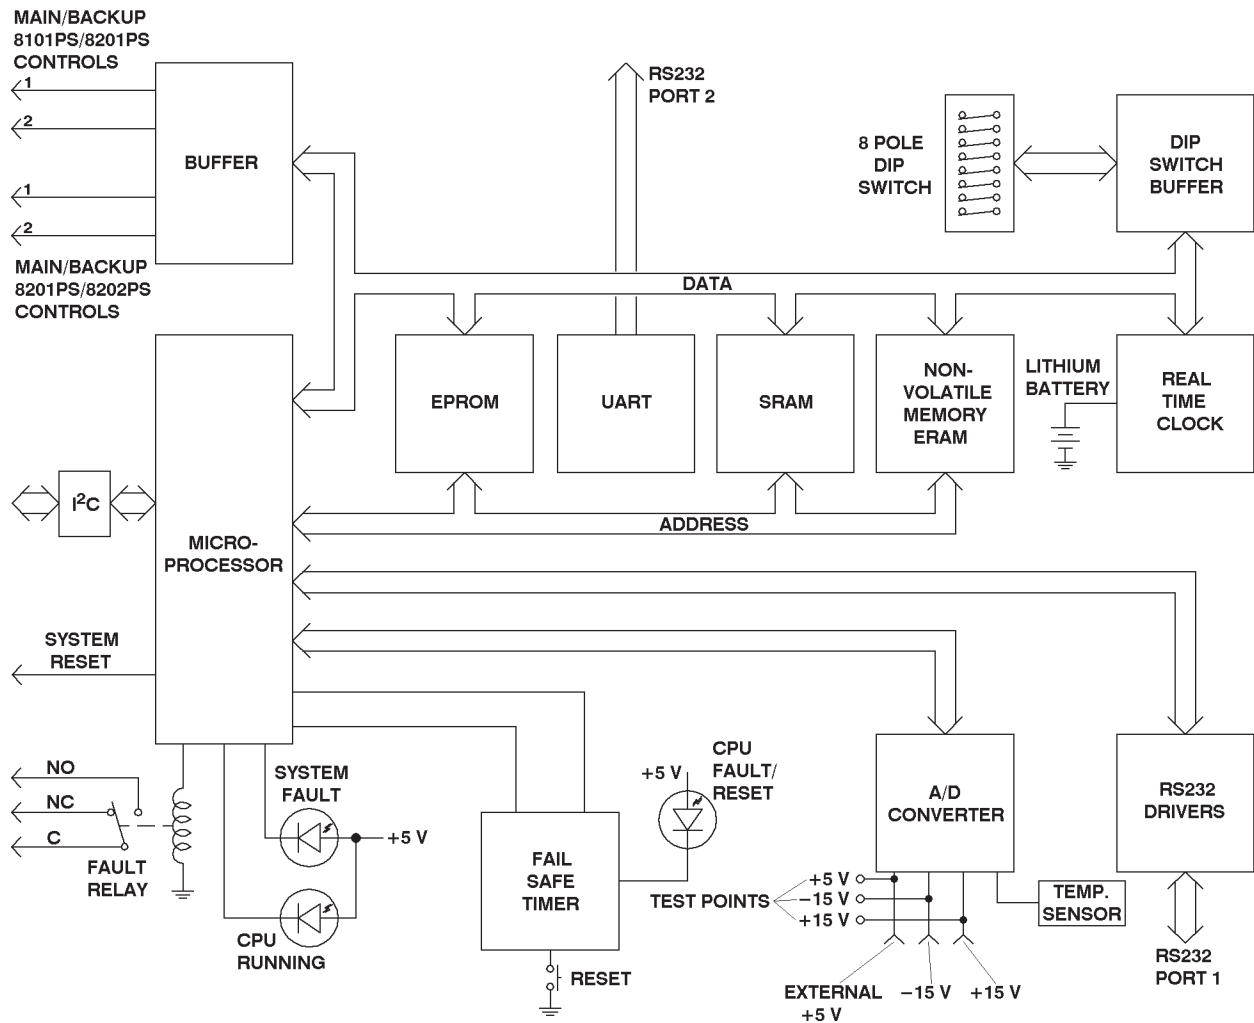 MAIN/BACKUP
8101PS/8201PS
CONTROLS
1
2
1
2
MAIN/BACKUP
8201PS/8202PS
CONTROLS
BUFFER
RS232
PORT 2
8 POLE
DIP
SWITCH
DIP
SWITCH
BUFFER
DATA
EPROM
UART
SRAM
NON-
VOLATILE
MEMORY
ERAM
LITHIUM
BATTERY
REAL
TIME
CLOCK
I²C
MICRO-
PROCESSOR
ADDRESS
SYSTEM
RESET
NO
NC
C
FAULT
RELAY
SYSTEM
FAULT
+5 V
CPU
RUNNING
FAIL
SAFE
TIMER
RESET
+5 V
CPU
FAULT/
RESET
A/D
CONVERTER
RS232
DRIVERS
TEST POINTS
+5 V
−15 V
+15 V
TEMP.
SENSOR
EXTERNAL
+5 V
−15 V
+15 V
RS232
PORT 1